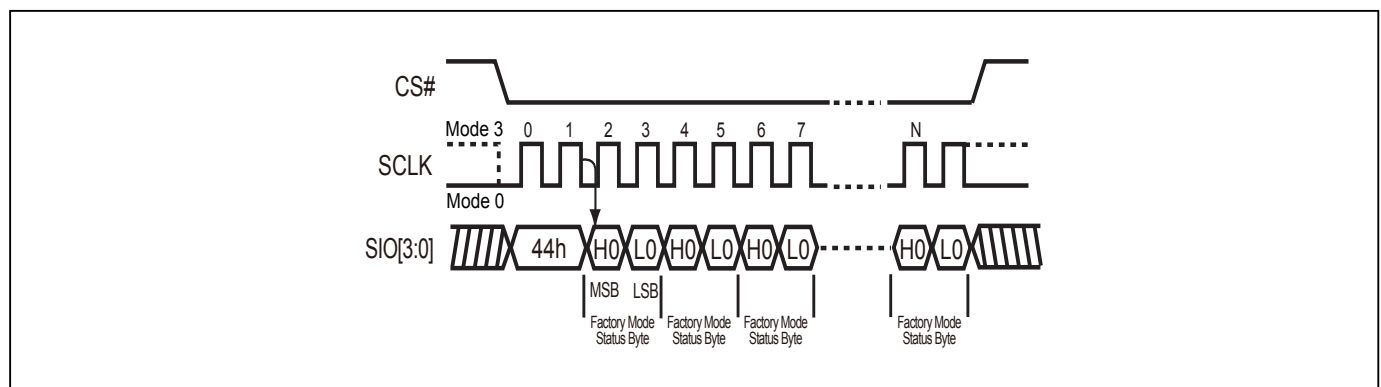 CS#
Mode 3 0 1 2 3 4 5 6 7 N
SCLK
Mode 0
SIO[3:0] 44h H0 L0 H0 L0 H0 L0 H0 L0
MSB LSB
Factory Mode Factory Mode Factory Mode Factory Mode
Status Byte Status Byte Status Byte Status Byte